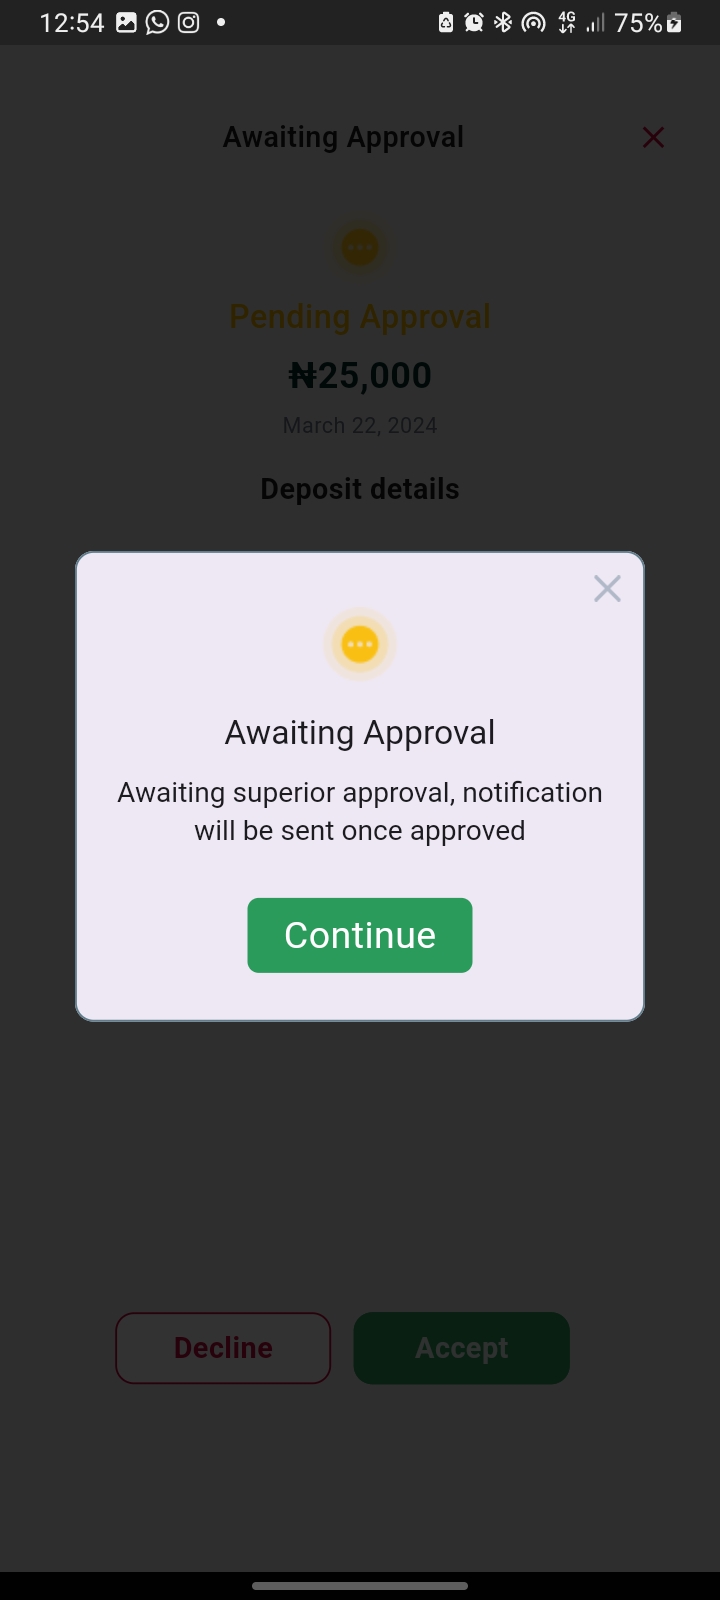 12:54
4G
75%
Awaiting Approval
Pending Approval
₦25,000
March 22, 2024
Deposit details
Awaiting Approval
Awaiting superior approval, notification
will be sent once approved
Continue
Decline
Accept